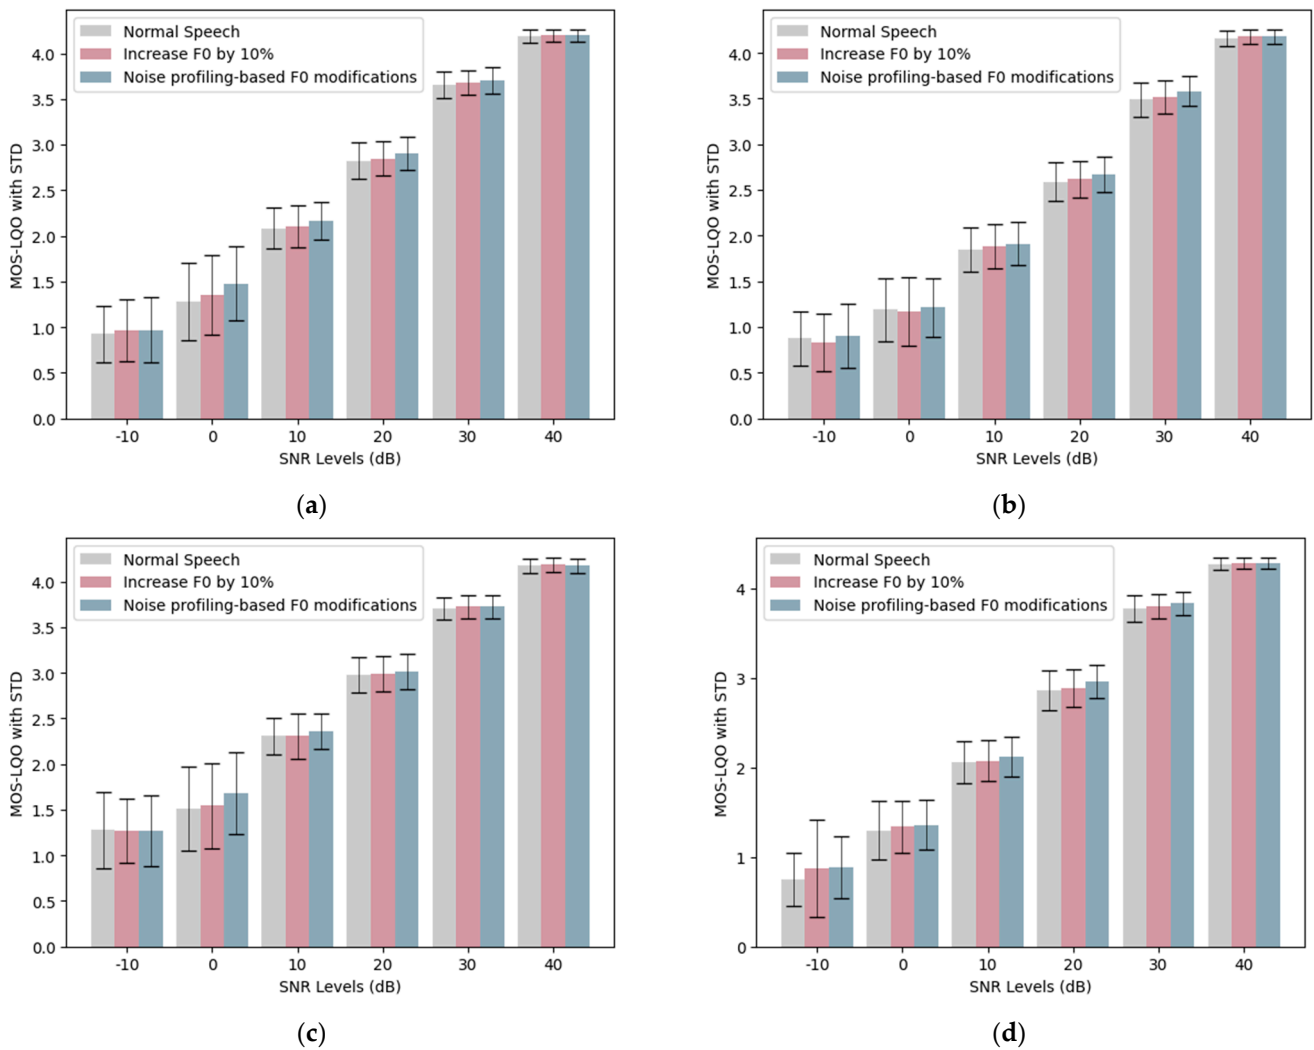 Normal Speech
Increase F0 by 10%
Noise profiling-based F0 modifications
MOS-LQO with STD
4.0
3.5
3.0
2.5
2.0
1.5
1.0
0.5
0.0
-10 0 10 20 30 40
SNR Levels (dB)
(a)
Normal Speech
Increase F0 by 10%
Noise profiling-based F0 modifications
MOS-LQO with STD
4.0
3.5
3.0
2.5
2.0
1.5
1.0
0.5
0.0
-10 0 10 20 30 40
SNR Levels (dB)
(b)
Normal Speech
Increase F0 by 10%
Noise profiling-based F0 modifications
MOS-LQO with STD
4.0
3.5
3.0
2.5
2.0
1.5
1.0
0.5
0.0
-10 0 10 20 30 40
SNR Levels (dB)
(c)
Normal Speech
Increase F0 by 10%
Noise profiling-based F0 modifications
MOS-LQO with STD
4
3
2
1
0
-10 0 10 20 30 40
SNR Levels (dB)
(d)